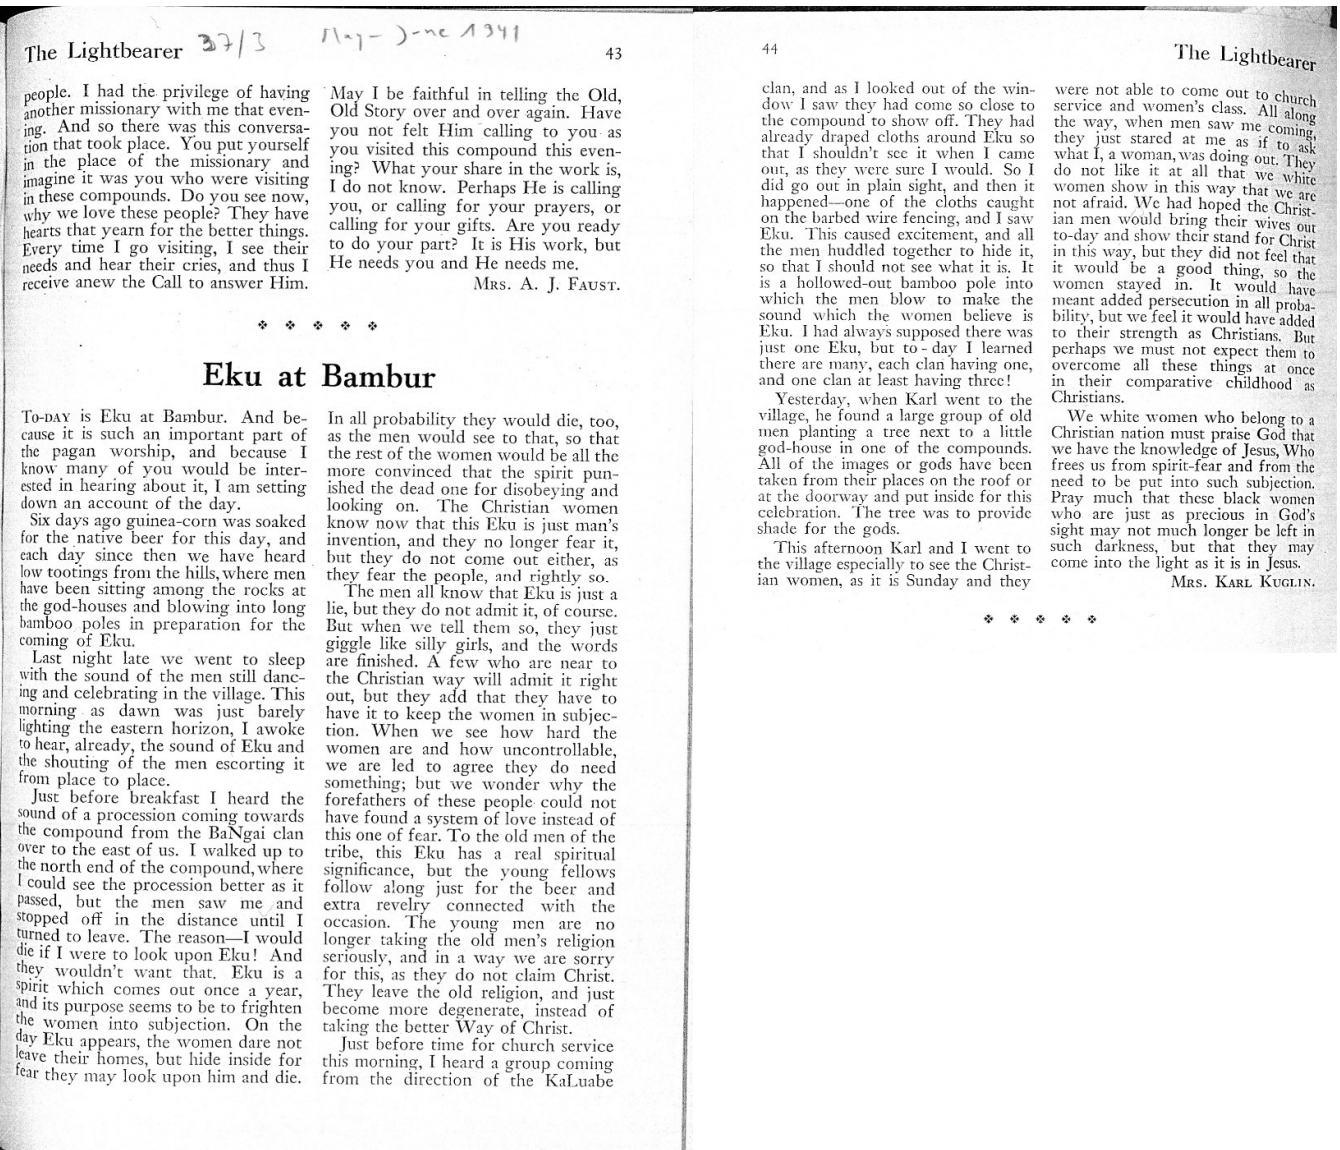 The Lightbearer 37/3 May - June 1941 43
people. I had the privilege of having
another missionary with me that even-
ing. And so there was this conversa-
tion that took place. You put yourself
in the place of the missionary and
imagine it was you who were visiting
in these compounds. Do you see now,
why we love these people? They have
hearts that yearn for the better things.
Every time I go visiting, I see their
needs and hear their cries, and thus I
receive anew the Call to answer Him.
May I be faithful in telling the Old,
Old Story over and over again. Have
you not felt Him calling to you as
you visited this compound this even-
ing? What your share in the work is,
I do not know. Perhaps He is calling
you, or calling for your prayers, or
calling for your gifts. Are you ready
to do your part? It is His work, but
He needs you and He needs me.
Mrs. A. J. Faust.
Eku at Bambur
To-day is Eku at Bambur. And be-
cause it is such an important part of
the pagan worship, and because I
know many of you would be inter-
ested in hearing about it, I am setting
down an account of the day.
Six days ago guinea-corn was soaked
for the native beer for this day, and
each day since then we have heard
low tootings from the hills, where men
have been sitting among the rocks at
the god-houses and blowing into long
bamboo poles in preparation for the
coming of Eku.
Last night late we went to sleep
with the sound of the men still danc-
ing and celebrating in the village. This
morning as dawn was just barely
lighting the eastern horizon, I awoke
to hear, already, the sound of Eku and
the shouting of the men escorting it
from place to place.
Just before breakfast I heard the
sound of a procession coming towards
the compound from the BaNgai clan
over to the east of us. I walked up to
the north end of the compound, where
I could see the procession better as it
passed, but the men saw me and
stopped off in the distance until I
turned to leave. The reason—I would
die if I were to look upon Eku! And
they wouldn't want that. Eku is a
spirit which comes out once a year,
and its purpose seems to be to frighten
the women into subjection. On the
day Eku appears, the women dare not
leave their homes, but hide inside for
fear they may look upon him and die.
In all probability they would die, too,
as the men would see to that, so that
the rest of the women would be all the
more convinced that the spirit pun-
ished the dead one for disobeying and
looking on. The Christian women
know now that this Eku is just man's
invention, and they no longer fear it,
but they do not come out either, as
they fear the people, and rightly so.
The men all know that Eku is just a
lie, but they do not admit it, of course.
But when we tell them so, they just
giggle like silly girls, and the words
are finished. A few who are near to
the Christian way will admit it right
out, but they add that they have to
have it to keep the women in subjec-
tion. When we see how hard the
women are and how uncontrollable,
we are led to agree they do need
something; but we wonder why the
forefathers of these people could not
have found a system of love instead of
this one of fear. To the old men of the
tribe, this Eku has a real spiritual
significance, but the young fellows
follow along just for the beer and
extra revelry connected with the
occasion. The young men are no
longer taking the old men's religion
seriously, and in a way we are sorry
for this, as they do not claim Christ.
They leave the old religion, and just
become more degenerate, instead of
taking the better Way of Christ.
Just before time for church service
this morning, I heard a group coming
from the direction of the KaLuabe
44 The Lightbearer
clan, and as I looked out of the win-
dow I saw they had come so close to
the compound to show off. They had
already draped cloths around Eku so
that I shouldn't see it when I came
out, as they were sure I would. So I
did go out in plain sight, and then it
happened—one of the cloths caught
on the barbed wire fencing, and I saw
Eku. This caused excitement, and all
the men huddled together to hide it,
so that I should not see what it is. It
is a hollowed-out bamboo pole into
which the men blow to make the
sound which the women believe is
Eku. I had always supposed there was
just one Eku, but to-day I learned
there are many, each clan having one,
and one clan at least having three!
Yesterday, when Karl went to the
village, he found a large group of old
men planting a tree next to a little
god-house in one of the compounds.
All of the images or gods have been
taken from their places on the roof or
at the doorway and put inside for this
celebration. The tree was to provide
shade for the gods.
This afternoon Karl and I went to
the village especially to see the Christ-
ian women, as it is Sunday and they
were not able to come out to church
service and women's class. All along
the way, when men saw me coming,
they just stared at me as if to ask
what I, a woman, was doing out. They
do not like it at all that we white
women show in this way that we are
not afraid. We had hoped the Christ-
ian men would bring their wives out
to-day and show their stand for Christ
in this way, but they did not feel that
it would be a good thing, so the
women stayed in. It would have
meant added persecution in all proba-
bility, but we feel it would have added
to their strength as Christians. But
perhaps we must not expect them to
overcome all these things at once
in their comparative childhood as
Christians.
We white women who belong to a
Christian nation must praise God that
we have the knowledge of Jesus, Who
frees us from spirit-fear and from the
need to be put into such subjection.
Pray much that these black women
who are just as precious in God's
sight may not much longer be left in
such darkness, but that they may
come into the light as it is in Jesus.
Mrs. Karl Kuglin.